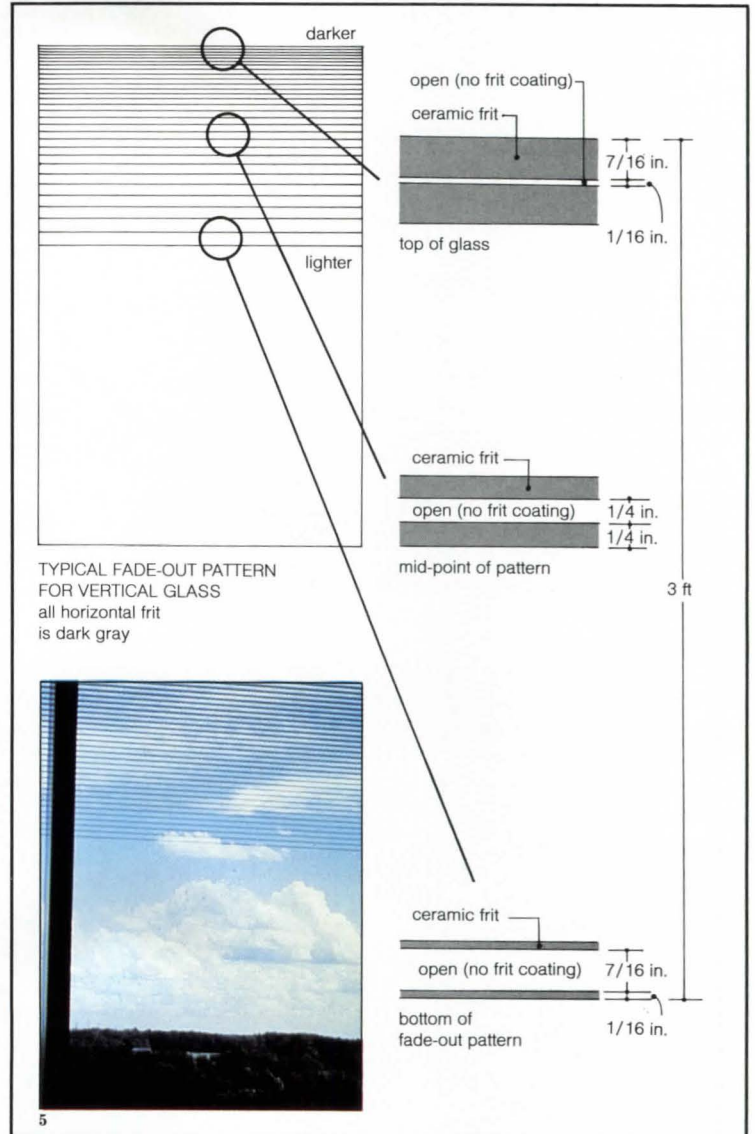 darker
open (no frit coating)
ceramic frit
7/16 in.
1/16 in.
top of glass
lighter
ceramic frit
open (no frit coating)
1/4 in.
1/4 in.
mid-point of pattern
3 ft
TYPICAL FADE-OUT PATTERN
FOR VERTICAL GLASS
all horizontal frit
is dark gray
ceramic frit
open (no frit coating)
7/16 in.
1/16 in.
bottom of
fade-out pattern
5